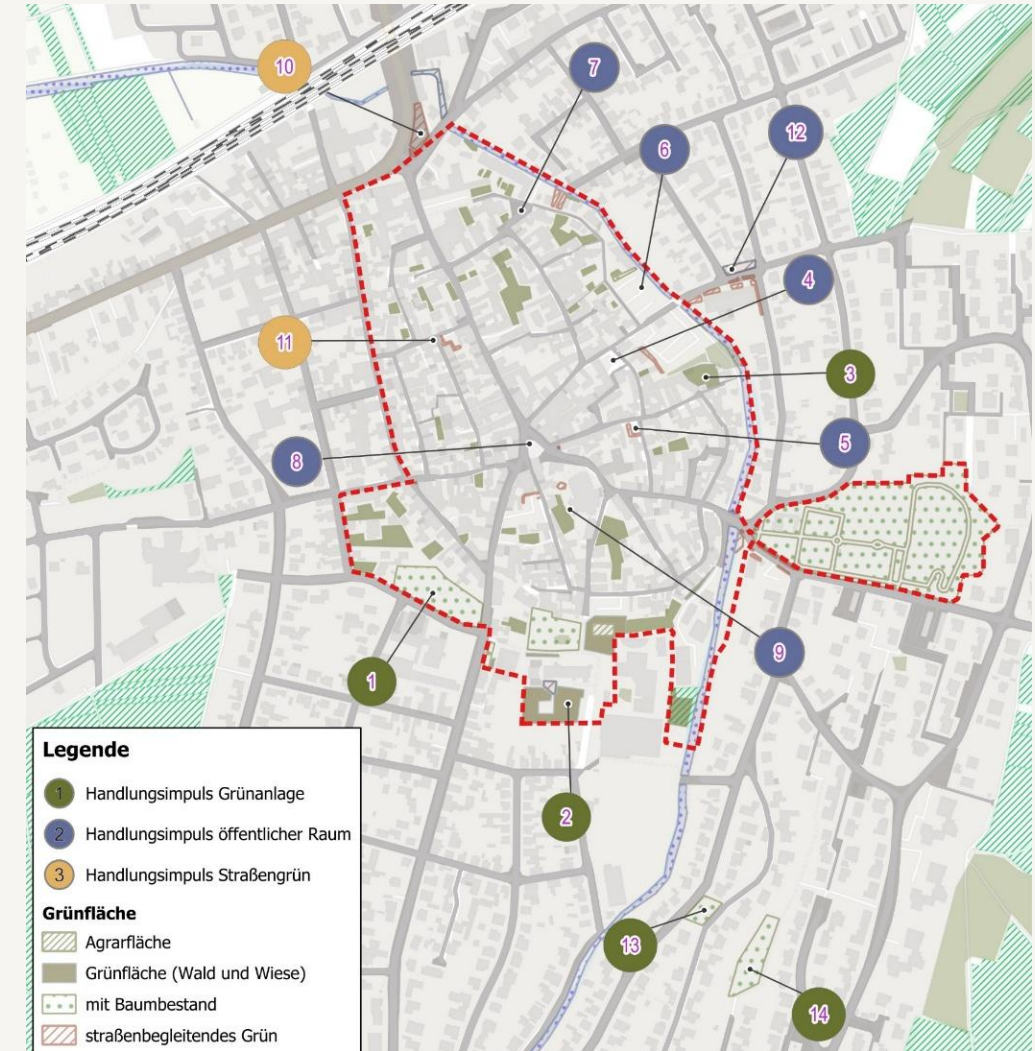 10
7
12
6
4
11
3
8
5
9
1
2
13
14
Legende
1 Handlungsimpuls Grünanlage
2 Handlungsimpuls öffentlicher Raum
3 Handlungsimpuls Straßengrün
Grünfläche
Agrarfläche
Grünfläche (Wald und Wiese)
mit Baumbestand
straßenbegleitendes Grün